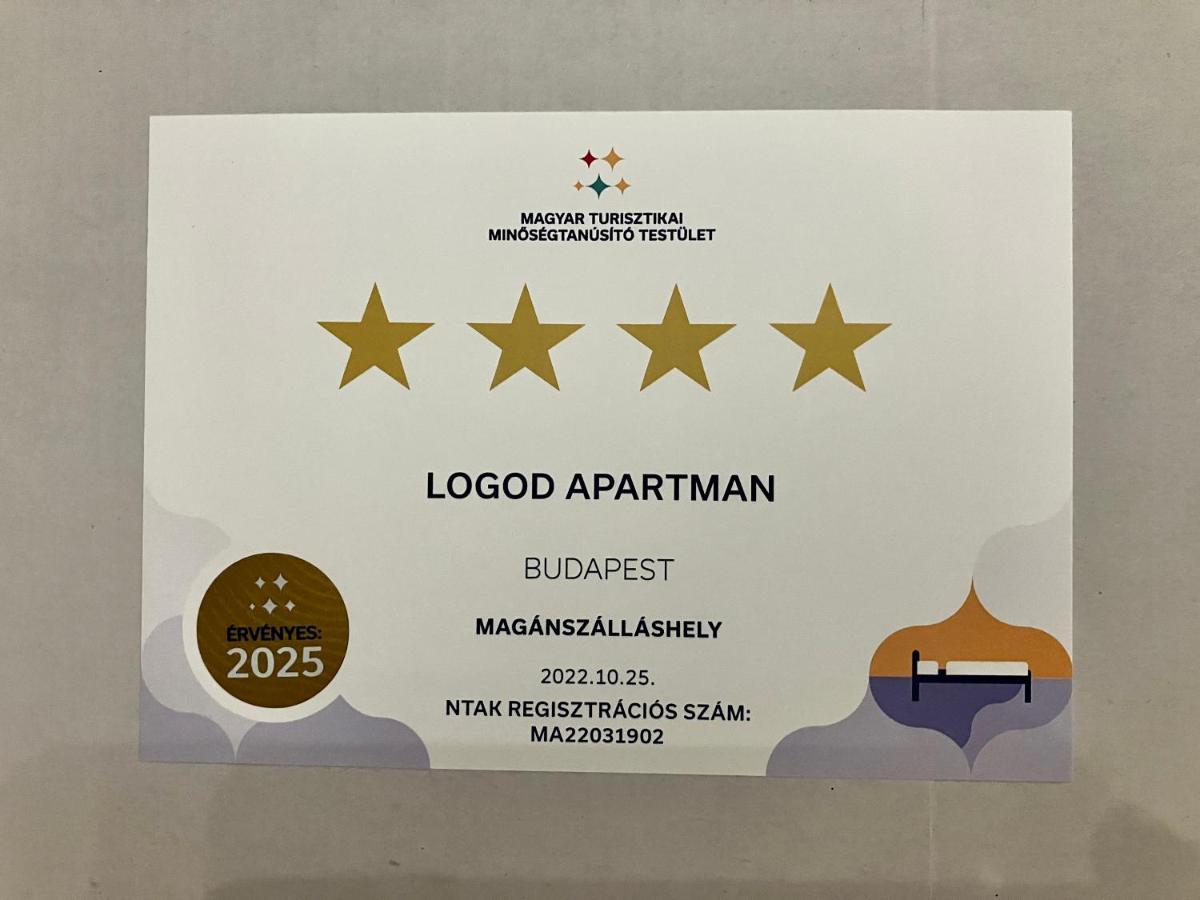 MAGYAR TURISZTIKAI
MINŐSÉGTANÚSÍTÓ TESTÜLET
LOGOD APARTMAN
BUDAPEST
MAGÁNSZÁLLÁSHELY
2022.10.25.
NTAK REGISZTRÁCIÓS SZÁM:
MA22031902
ÉRVÉNYES:
2025